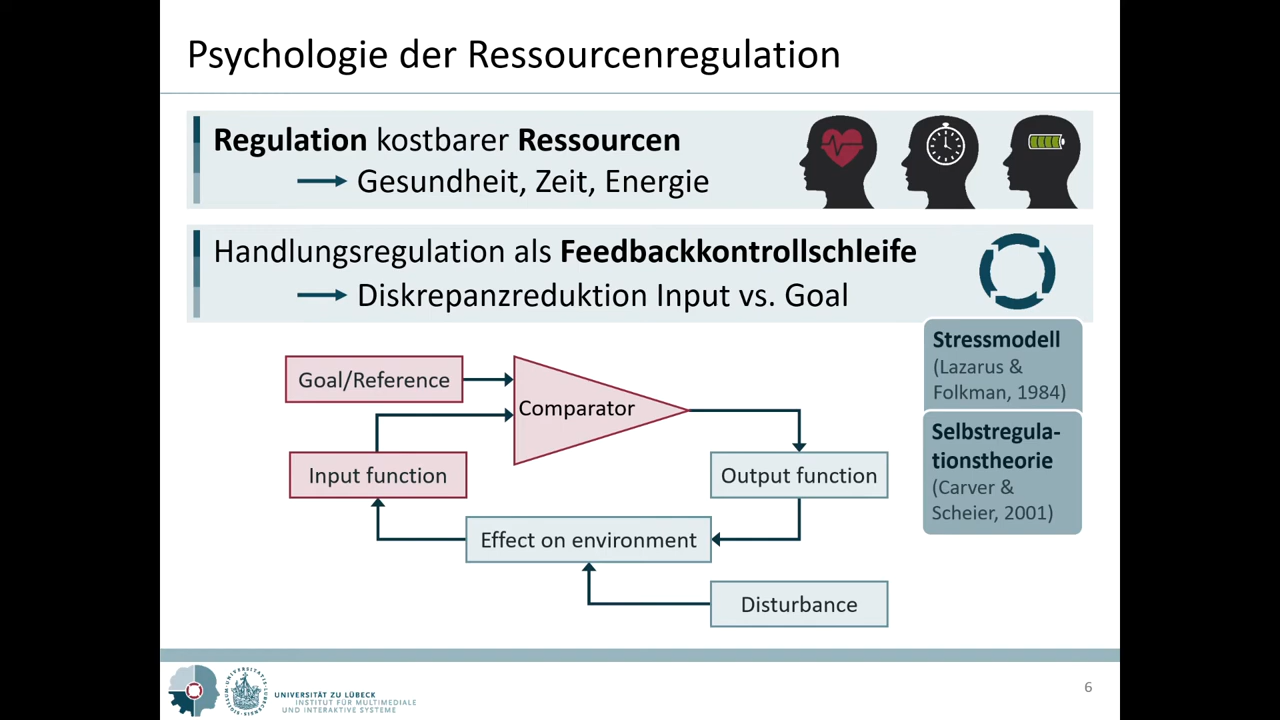 Psychologie der Ressourcenregulation
Regulation kostbarer Ressourcen
Gesundheit, Zeit, Energie
Handlungsregulation als Feedbackkontrollschleife
Diskrepanzreduktion Input vs. Goal
Stressmodell
(Lazarus &
Folkman, 1984)
Selbstregula-
tionstheorie
(Carver &
Scheier, 2001)
Goal/Reference
Comparator
Input function
Output function
Effect on environment
Disturbance
UNIVERSITÄT ZU LÜBECK
INSTITUT FÜR MULTIMEDIALE
UND INTERAKTIVE SYSTEME
6